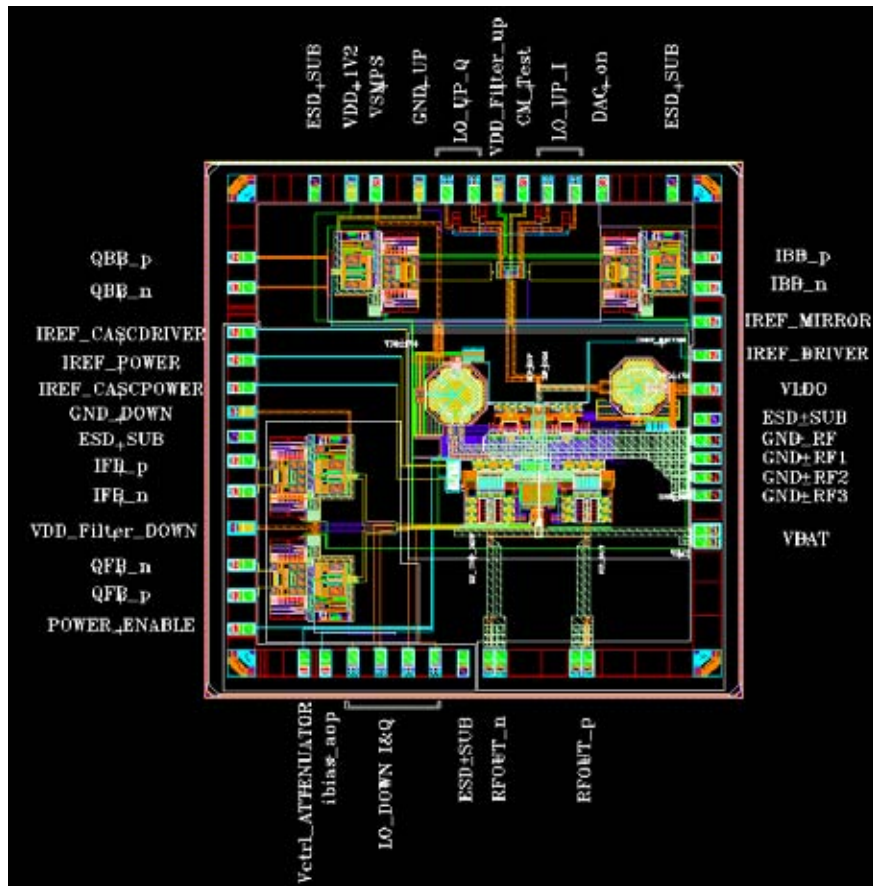 ESD_SUB
VDD_1V2
VSMPS
GND_UP
LO_UP_Q
VDD_Filter_up
CM_Test
LO_UP_I
DAC_on
ESD_SUB
QBB_p
QBB_n
IREF_CASCDRIVER
IREF_POWER
IREF_CASCPOWER
GND_DOWN
ESD_SUB
IFB_p
IFB_n
VDD_Filter_DOWN
QFB_n
QFB_p
POWER_ENABLE
IBB_p
IBB_n
IREF_MIRROR
IREF_DRIVER
VLDO
ESD_SUB
GND_RF
GND_RF1
GND_RF2
GND_RF3
VBAT
Vctrl_ATTENUATOR
ibias_aop
LO_DOWN I&Q
ESD_SUB
RFOUT_n
RFOUT_p